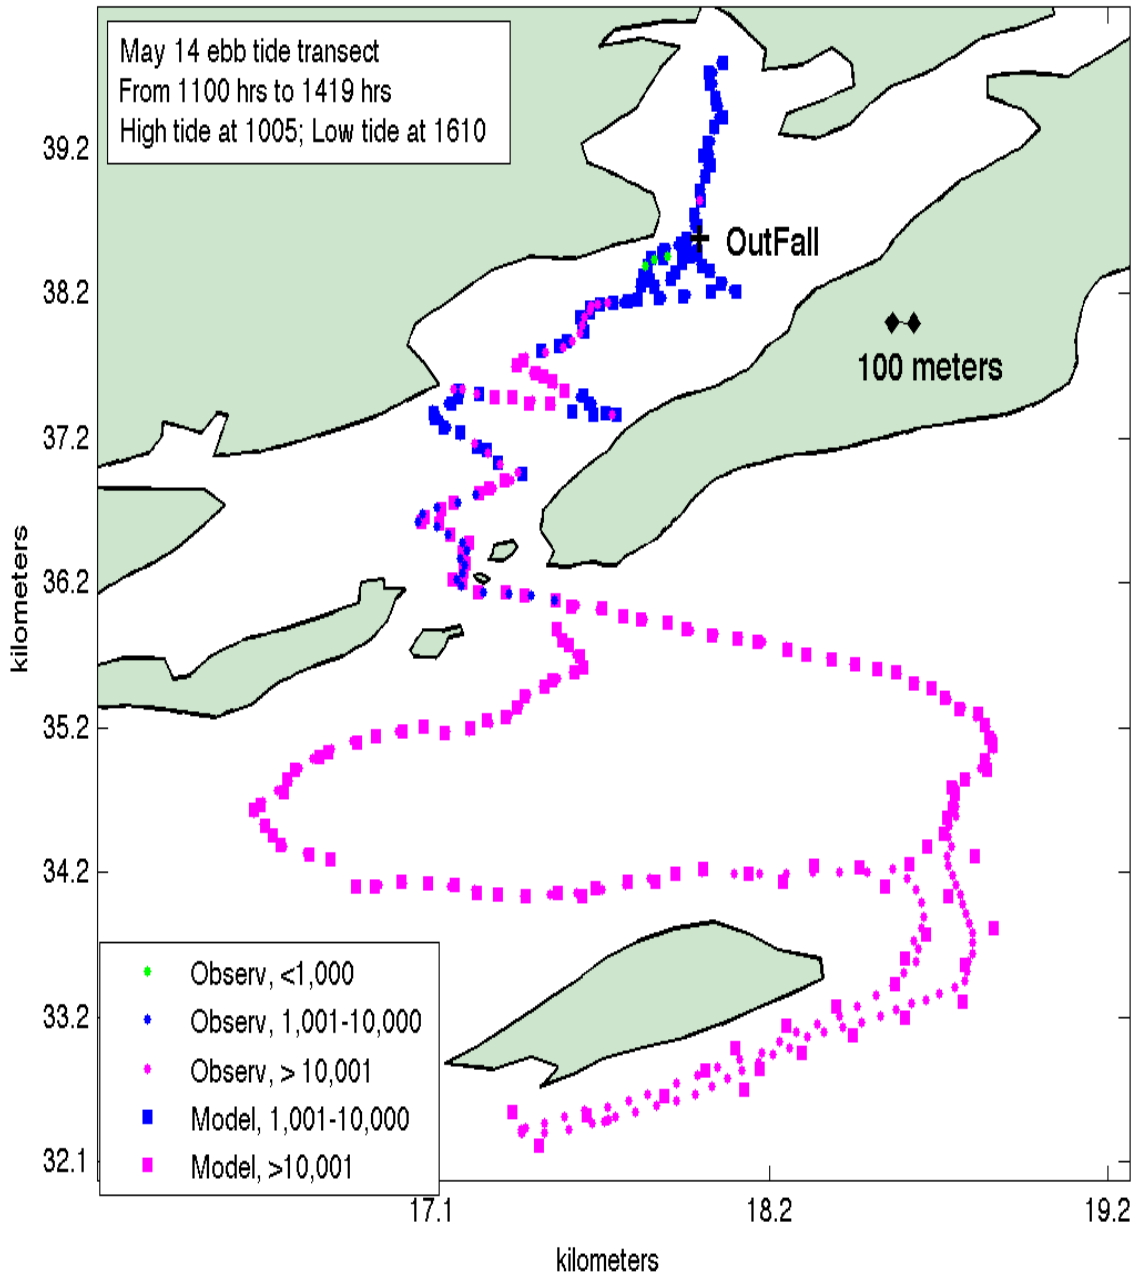 May 14 ebb tide transect
From 1100 hrs to 1419 hrs
High tide at 1005; Low tide at 1610
39.2
OutFall
38.2
100 meters
37.2
kilometers
36.2
35.2
34.2
33.2
32.1
Observ, <1,000
Observ, 1,001-10,000
Observ, > 10,001
Model, 1,001-10,000
Model, >10,001
17.1
18.2
19.2
kilometers